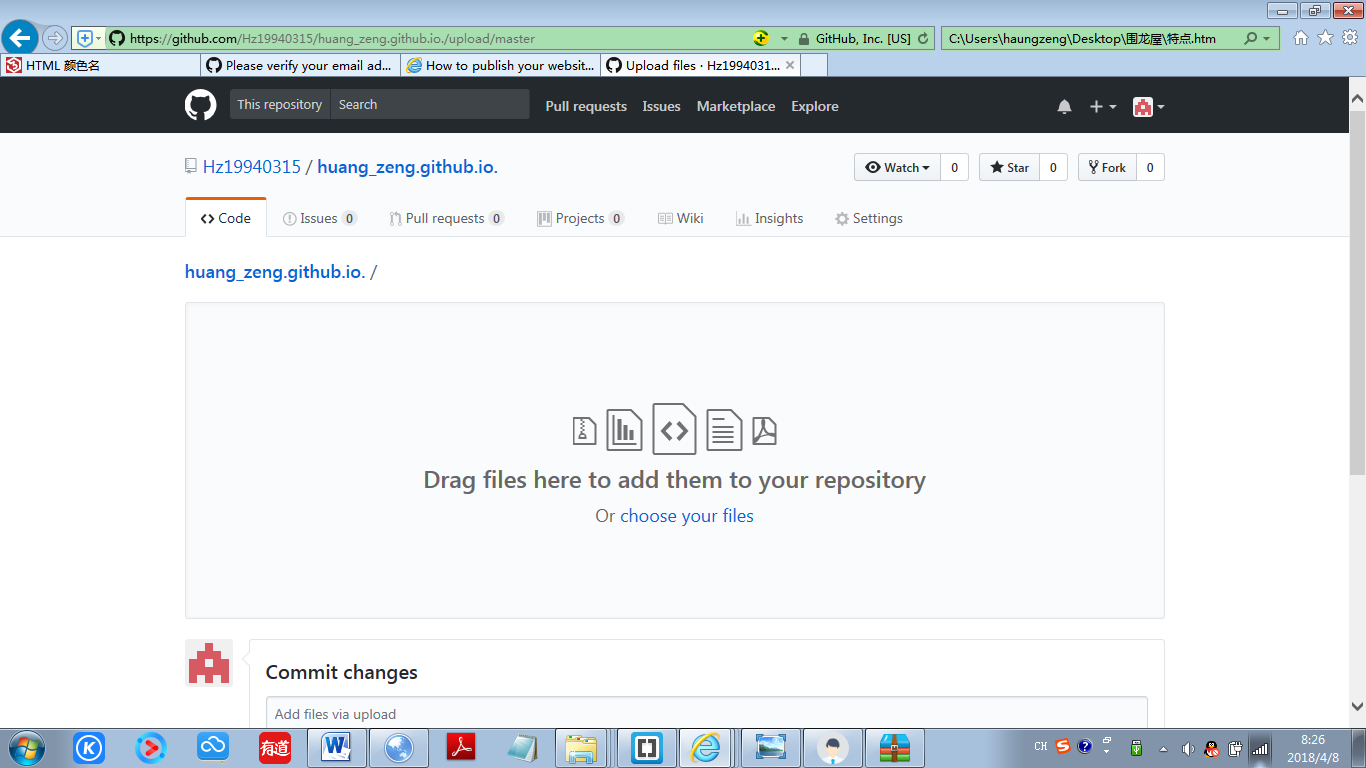 https://github.com/Hz19940315/huang_zeng.github.io./upload/master
GitHub, Inc. [US]
C:\Users\haungzeng\Desktop\围龙屋\特点.htm
HTML 颜色名
Please verify your email ad...
How to publish your websit...
Upload files · Hz1994031...
This repository
Search
Pull requests
Issues
Marketplace
Explore
Hz19940315 / huang_zeng.github.io.
Watch 0
Star 0
Fork 0
Code
Issues 0
Pull requests 0
Projects 0
Wiki
Insights
Settings
huang_zeng.github.io. /
Drag files here to add them to your repository
Or choose your files
Commit changes
Add files via upload
有道
CH
8:26
2018/4/8